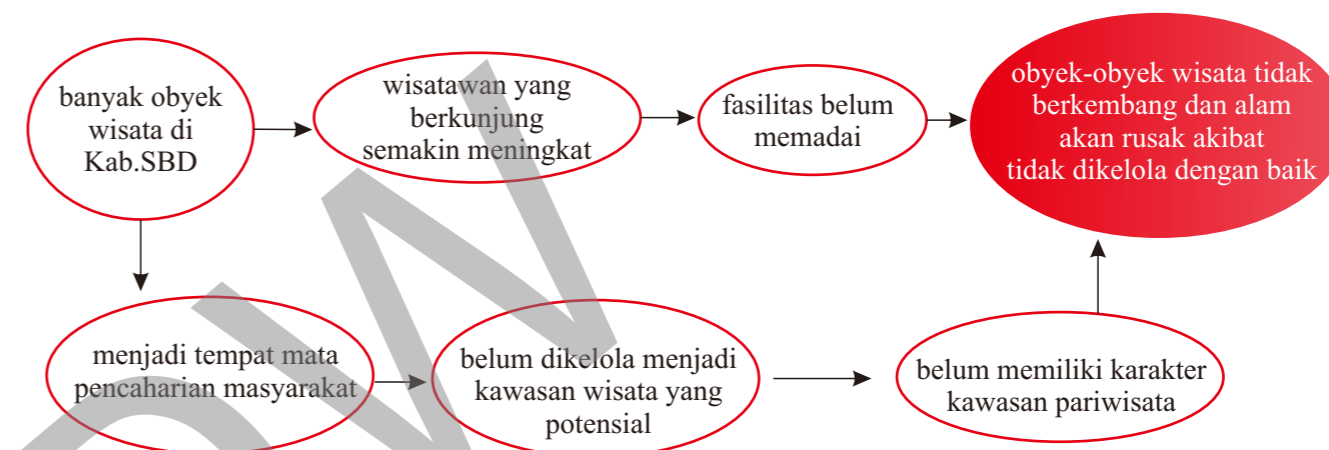 banyak obyek
wisata di
Kab.SBD
wisatawan yang
berkunjung
semakin meningkat
fasilitas belum
memadai
obyek-obyek wisata tidak
berkembang dan alam
akan rusak akibat
tidak dikelola dengan baik
menjadi tempat mata
pencaharian masyarakat
belum dikelola menjadi
kawasan wisata yang
potensial
belum memiliki karakter
kawasan pariwisata